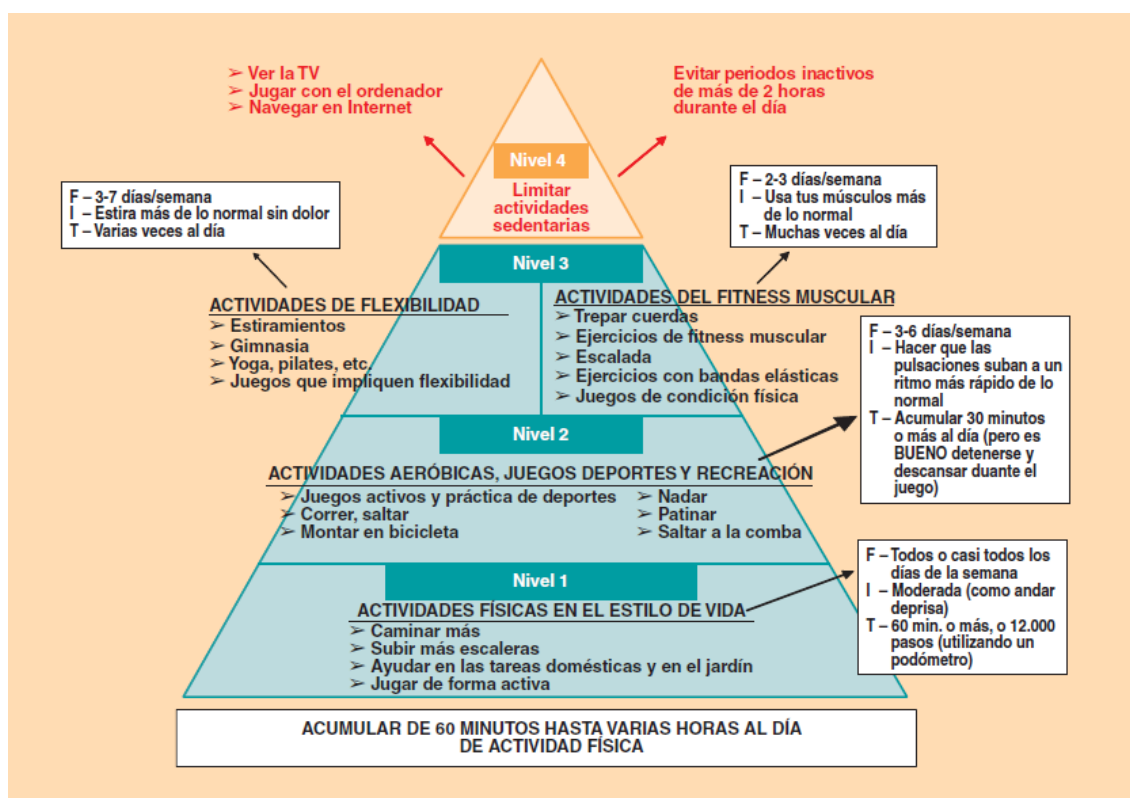 ➢ Ver la TV
➢ Jugar con el ordenador
➢ Navegar en Internet
Evitar periodos inactivos
de más de 2 horas
durante el día
Nivel 4
Limitar
actividades
sedentarias
F – 3-7 días/semana
I – Estira más de lo normal sin dolor
T – Varias veces al día
F – 2-3 días/semana
I – Usa tus músculos más
de lo normal
T – Muchas veces al día
Nivel 3
ACTIVIDADES DE FLEXIBILIDAD
➢ Estiramientos
➢ Gimnasia
➢ Yoga, pilates, etc.
➢ Juegos que impliquen flexibilidad
ACTIVIDADES DEL FITNESS MUSCULAR
➢ Trepar cuerdas
➢ Ejercicios de fitness muscular
➢ Escalada
➢ Ejercicios con bandas elásticas
➢ Juegos de condición física
F – 3-6 días/semana
I – Hacer que las
pulsaciones suban a un
ritmo más rápido de lo
normal
T – Acumular 30 minutos
o más al día (pero es
BUENO detenerse y
descansar duante el
juego)
Nivel 2
ACTIVIDADES AERÓBICAS, JUEGOS DEPORTES Y RECREACIÓN
➢ Juegos activos y práctica de deportes
➢ Correr, saltar
➢ Montar en bicicleta
➢ Nadar
➢ Patinar
➢ Saltar a la comba
F – Todos o casi todos los
días de la semana
I – Moderada (como andar
deprisa)
T – 60 min. o más, o 12.000
pasos (utilizando un
podómetro)
Nivel 1
ACTIVIDADES FÍSICAS EN EL ESTILO DE VIDA
➢ Caminar más
➢ Subir más escaleras
➢ Ayudar en las tareas domésticas y en el jardín
➢ Jugar de forma activa
ACUMULAR DE 60 MINUTOS HASTA VARIAS HORAS AL DÍA
DE ACTIVIDAD FÍSICA